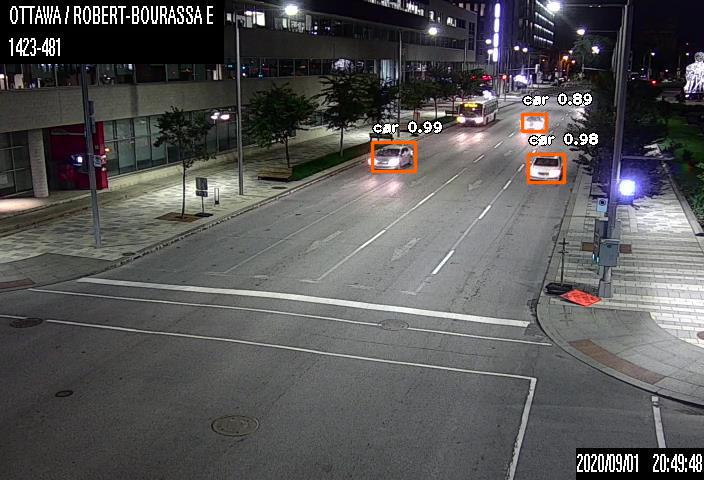 OTTAWA / ROBERT-BOURASSA E
1423-481
car 0.89
car 0.99
car 0.98
2020/09/01 20:49:48